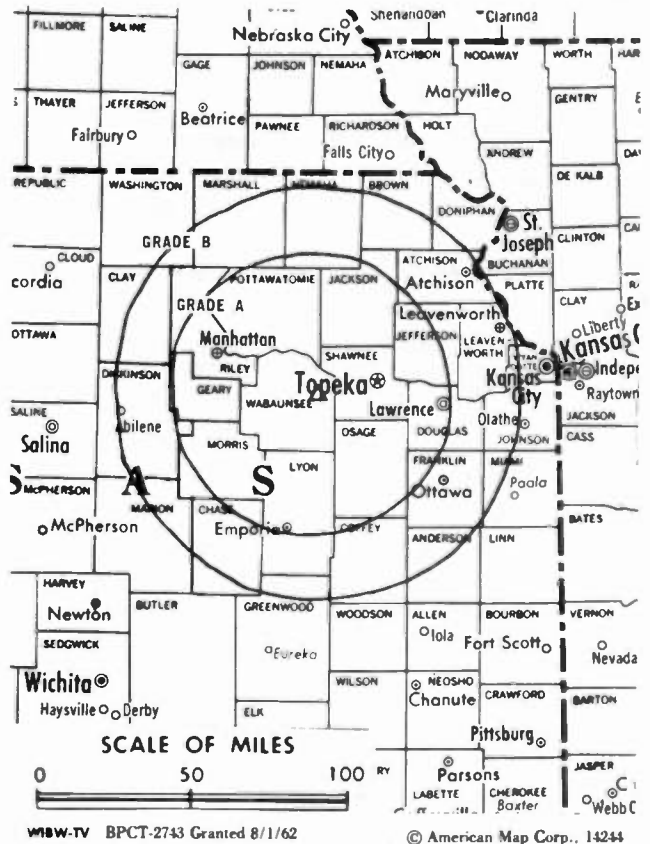 Shenandoah Clarinda
FILLMORE SALINE
Nebraska City
ATCHISON NODAWAY WORTH HAR
GAGE JOHNSON NEMAHA
THAYER JEFFERSON
Maryville
GENTRY
Beatrice
Fairbury
PAWNEE RICHARDSON HOLT
Falls City
ANDREW
DE KALB
REPUBLIC WASHINGTON MARSHALL NEMAHA BROWN
DONIPHAN
St.
Joseph
CLINTON
GRADE B
CLOUD
cordia
CLAY
POTTAWATOMIE JACKSON
ATCHISON
Atchison
BUCHANAN
PLATTE
CLAY
GRADE A
Leavenworth
OTTAWA
Manhattan
JEFFERSON
LEAVEN
WORTH
Liberty
RILEY
SHAWNEE
Kansas C
DICKINSON
GEARY
Topeka
Kansas
City
Indepe
Raytown
WABAUNSEE
Lawrence
SALINE
Abilene
Olathe
JACKSON
Salina
MORRIS
OSAGE
DOUGLAS
JOHNSON
CASS
LYON
FRANKLIN
MIAMI
S A S
McPHERSON
Ottawa
Paola
MARION
CHASE
BATES
McPherson
Emporia
COFFEY
ANDERSON LINN
HARVEY
Newton
BUTLER
GREENWOOD
WOODSON ALLEN BOURBON VERNON
SEDGWICK
Iola
Fort Scott
Eureka
Nevada
Wichita
WILSON
NEOSHO
Chanute
CRAWFORD
BARTON
Haysville Derby
ELK
Pittsburg
SCALE OF MILES
0 50 100
RY
Parsons
JASPER
LABETTE CHEROKEE
Baxter
Webb C
WIBW-TV BPCT-2743 Granted 8/1/62
© American Map Corp., 14244